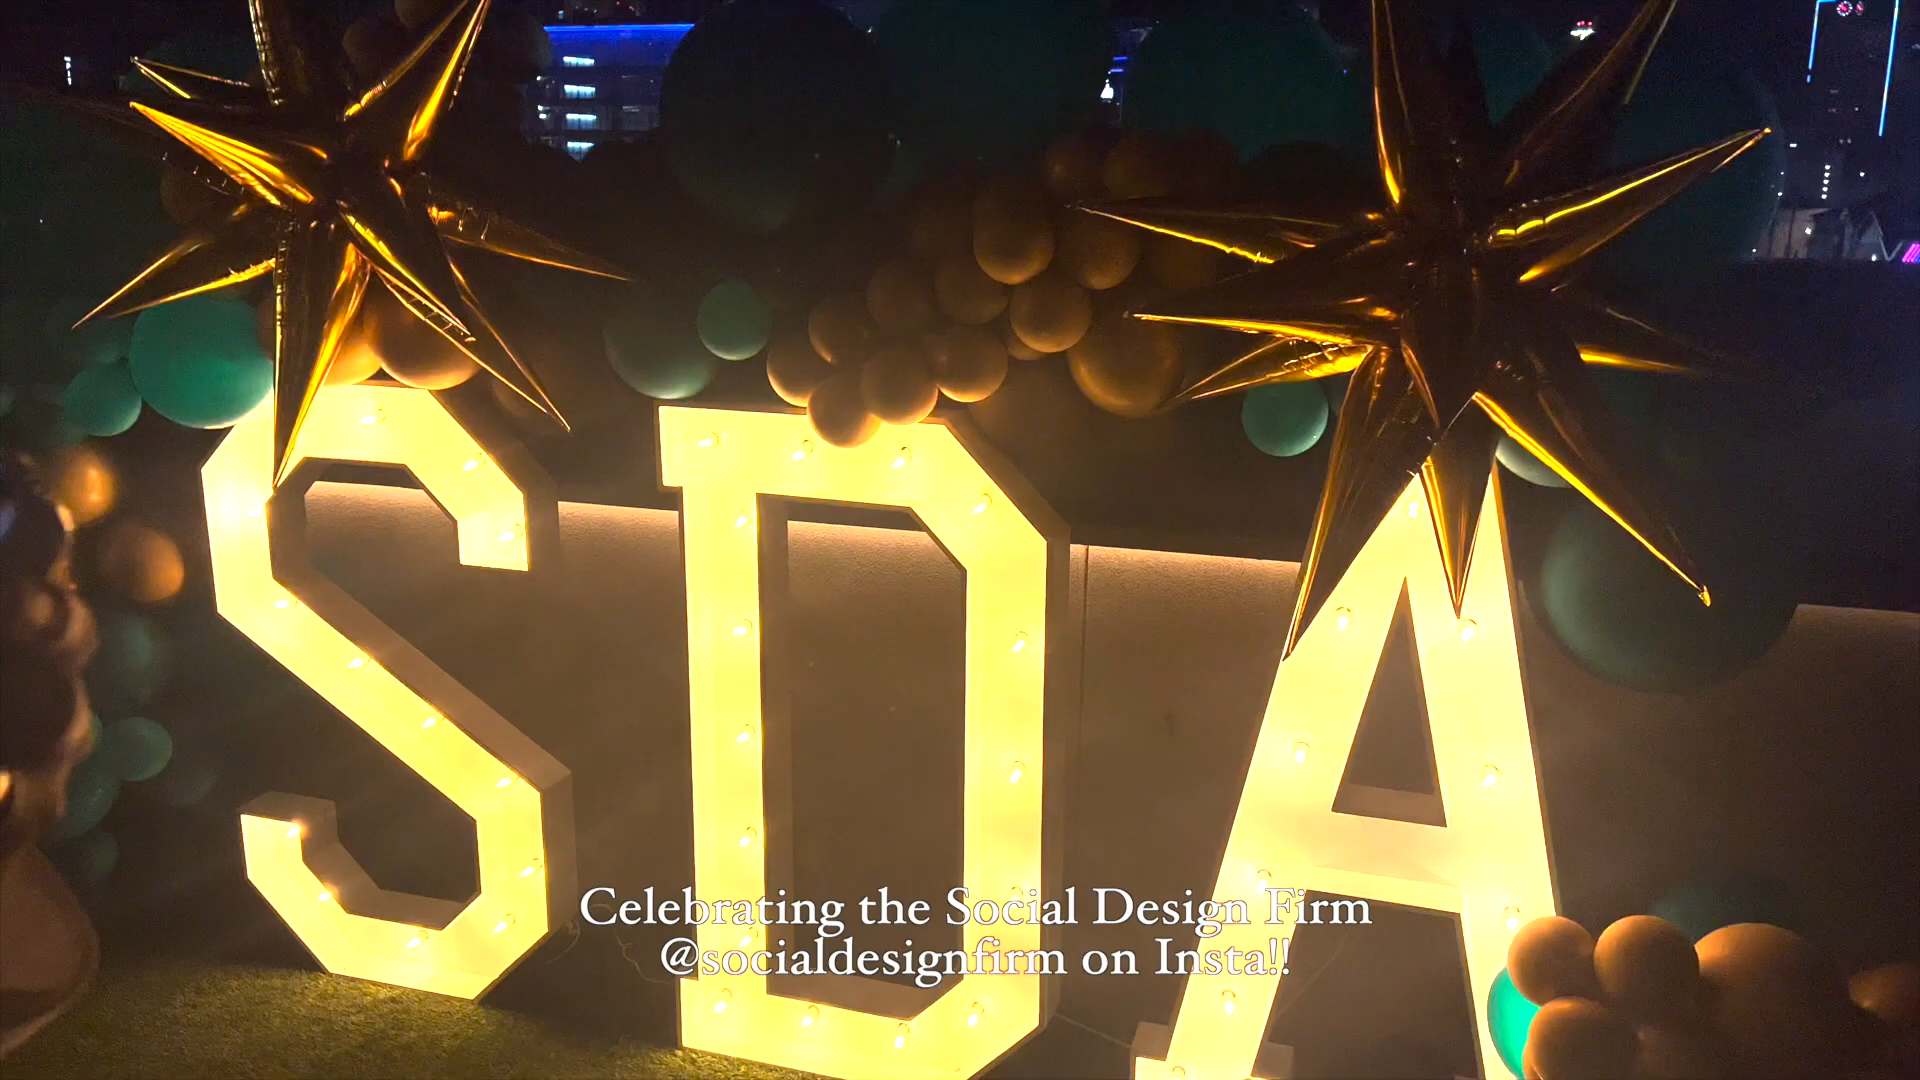 SDA
Celebrating the Social Design Firm
@socialdesignfirm on Insta!!